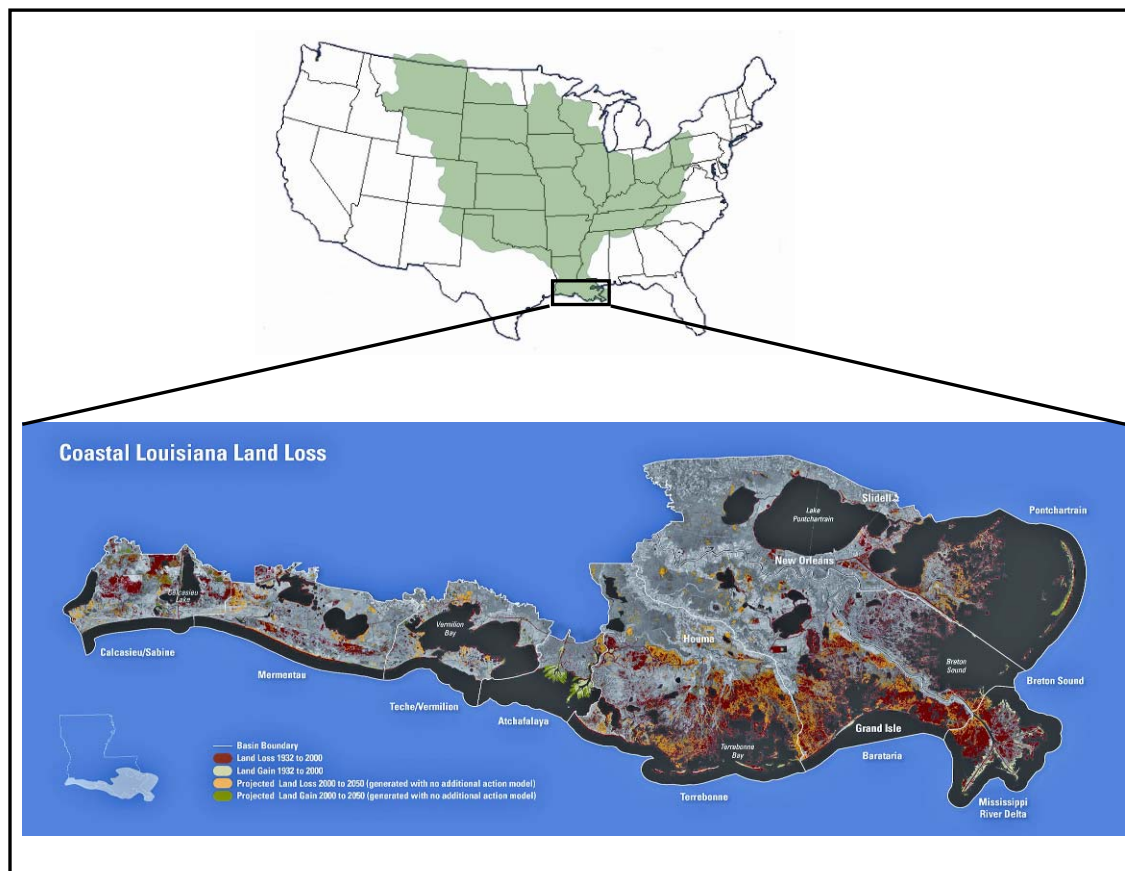 Coastal Louisiana Land Loss
Slidell
Pontchartrain
Lake
Pontchartrain
New Orleans
Calcasieu
Lake
Vermilion
Bay
Houma
Calcasieu/Sabine
Breton
Sound
Mermentau
Breton Sound
Teche/Vermilion
Atchafalaya
Grand Isle
Terrebonne
Bay
Barataria
Basin Boundary
Land Loss 1932 to 2000
Land Gain 1932 to 2000
Projected Land Loss 2000 to 2050 (generated with no additional action model)
Projected Land Gain 2000 to 2050 (generated with no additional action model)
Terrebonne
Mississippi
River Delta